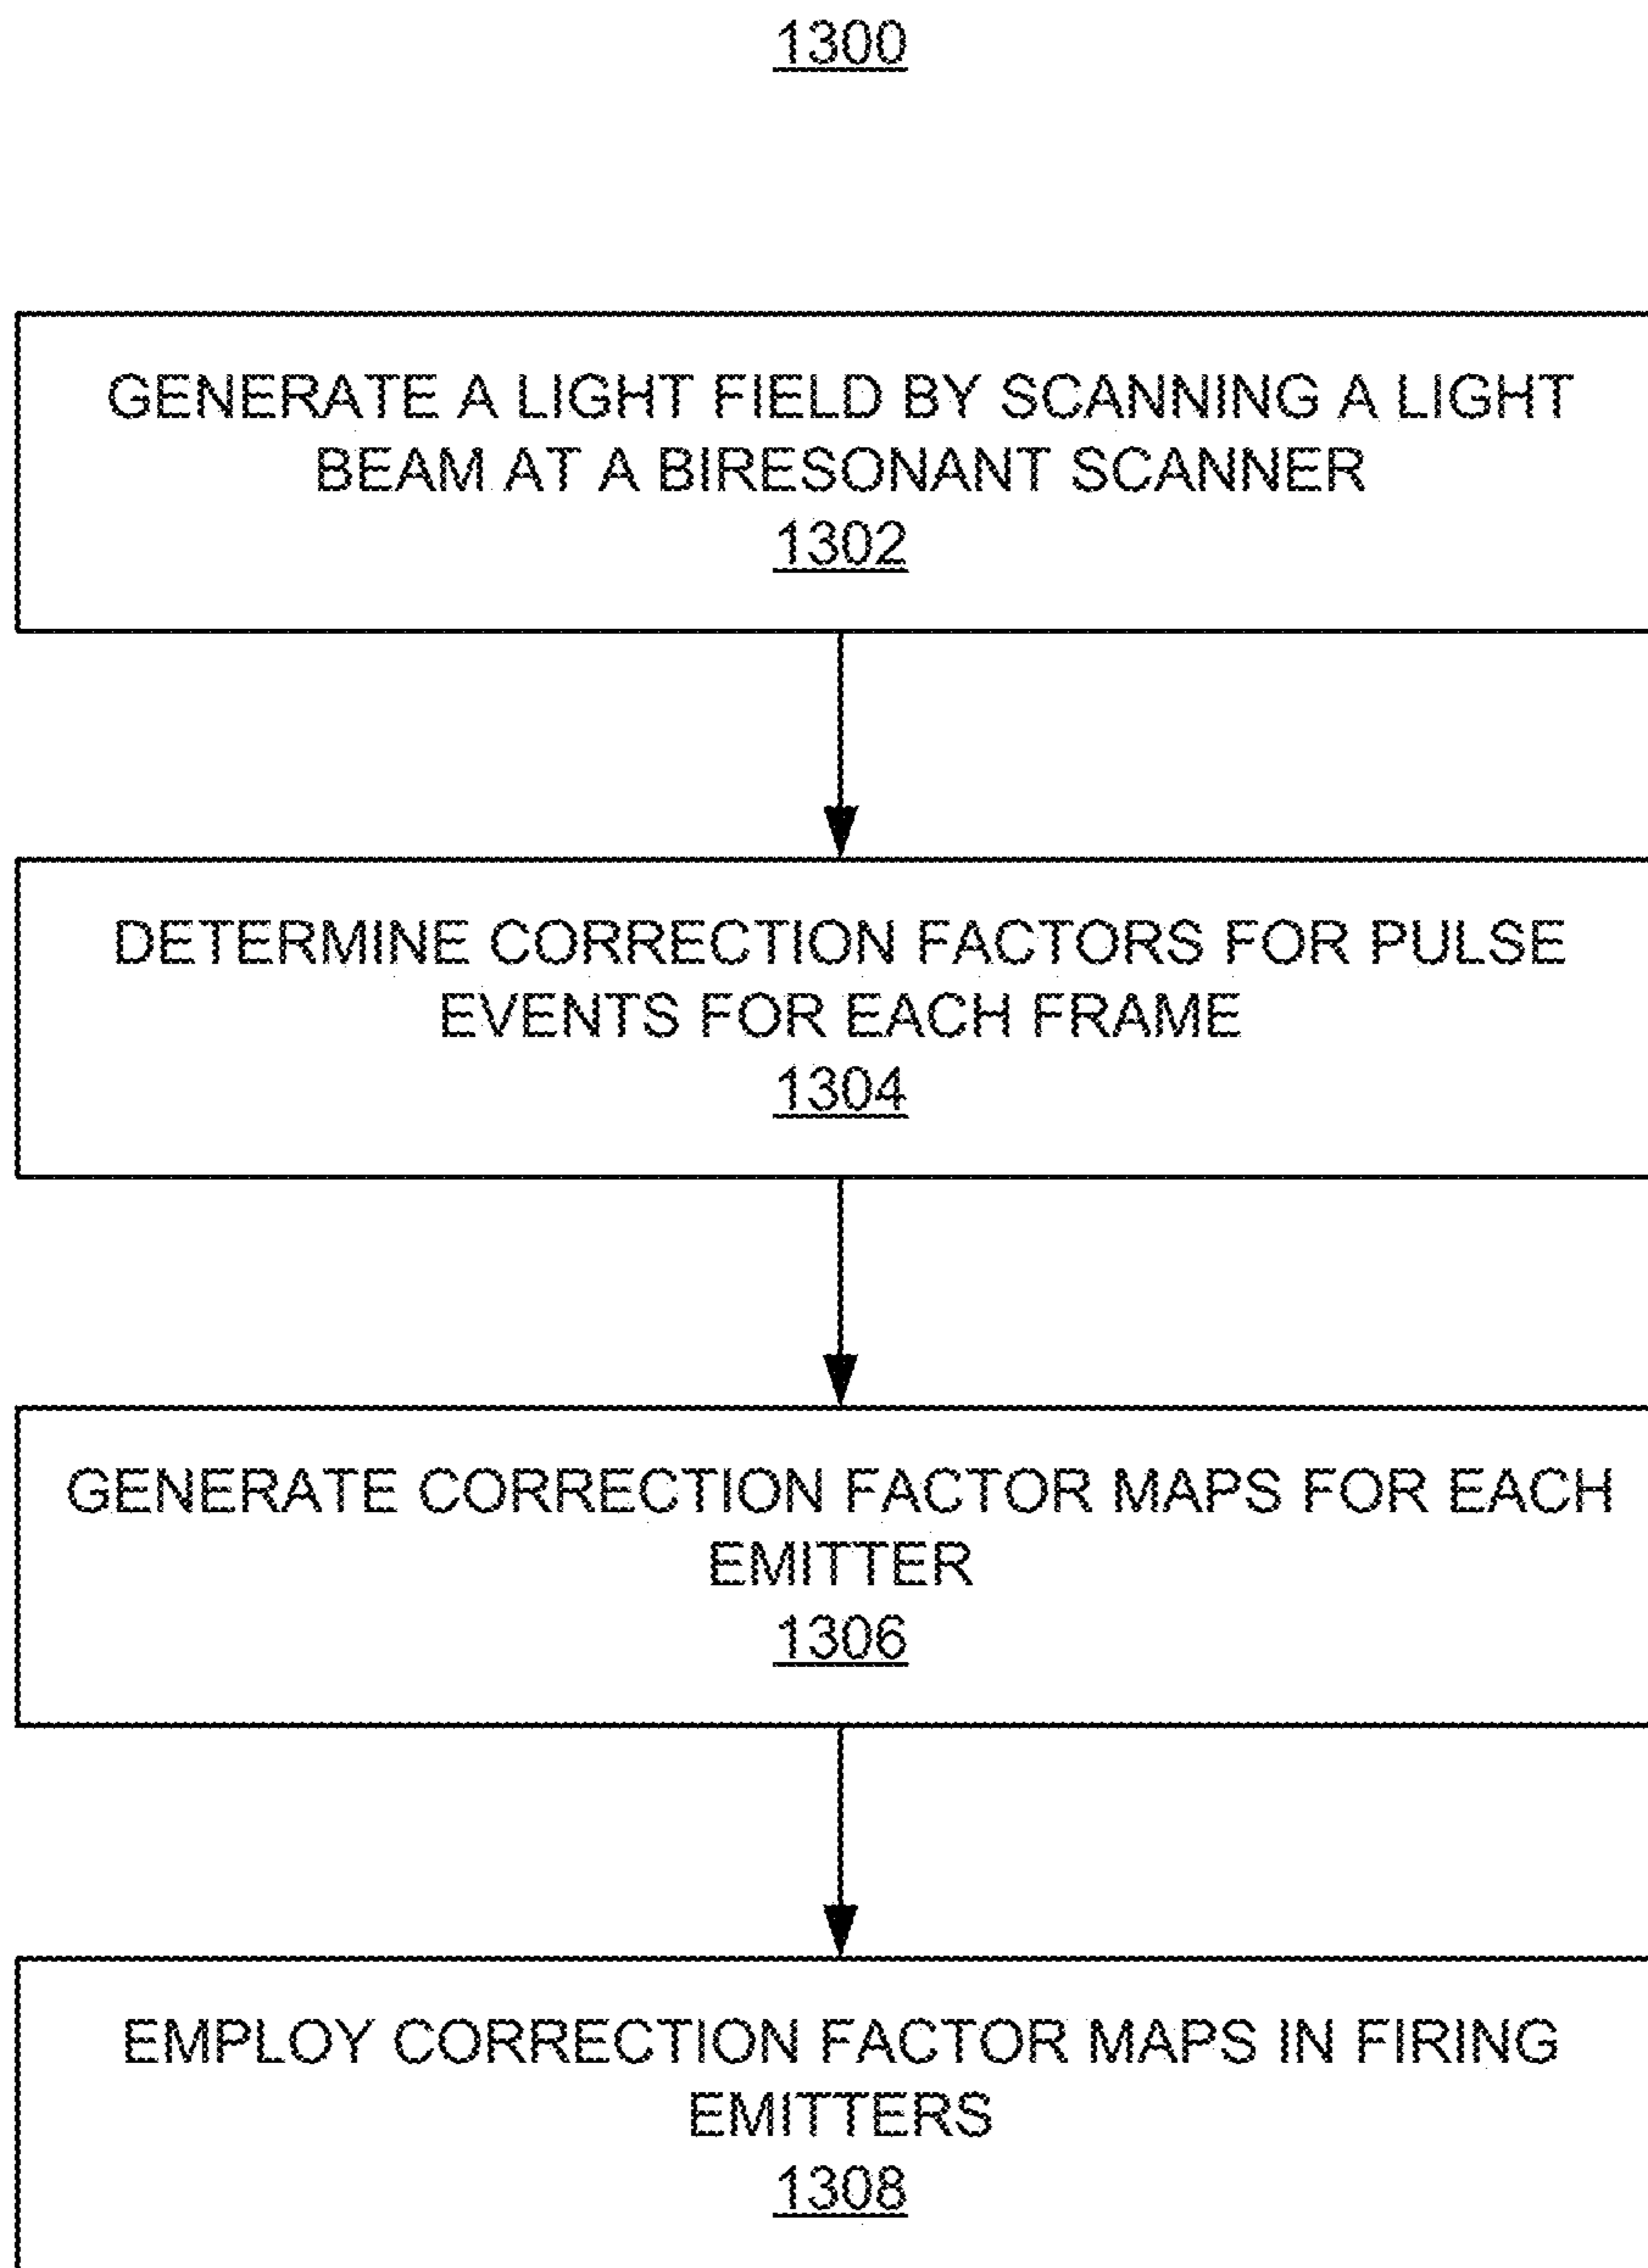 1300
GENERATE A LIGHT FIELD BY SCANNING A LIGHT
BEAM AT A BIRESONANT SCANNER
1302
DETERMINE CORRECTION FACTORS FOR PULSE
EVENTS FOR EACH FRAME
1304
GENERATE CORRECTION FACTOR MAPS FOR EACH
EMITTER
1306
EMPLOY CORRECTION FACTOR MAPS IN FIRING
EMITTERS
1308